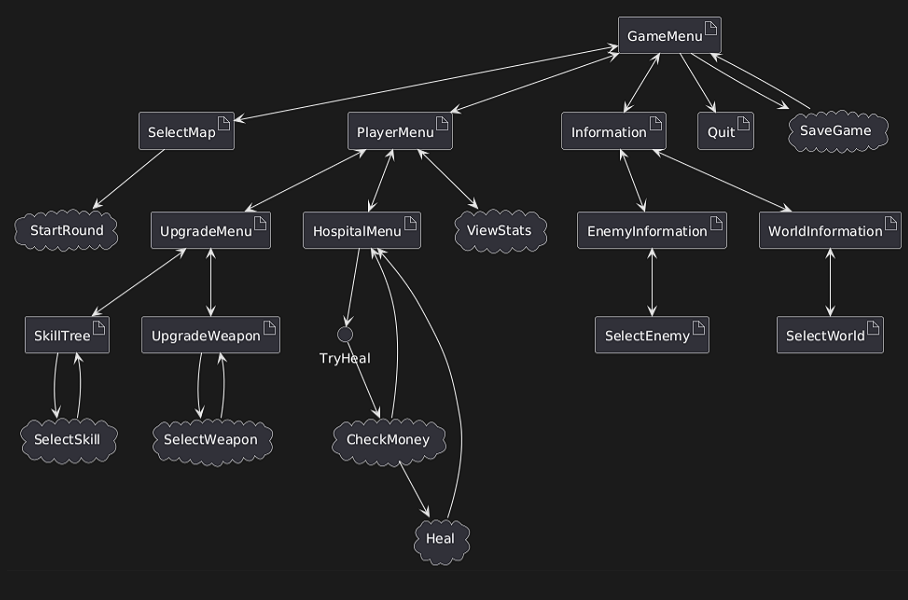 GameMenu
SelectMap
PlayerMenu
Information
Quit
SaveGame
StartRound
UpgradeMenu
HospitalMenu
ViewStats
EnemyInformation
WorldInformation
SkillTree
UpgradeWeapon
TryHeal
SelectEnemy
SelectWorld
SelectSkill
SelectWeapon
CheckMoney
Heal